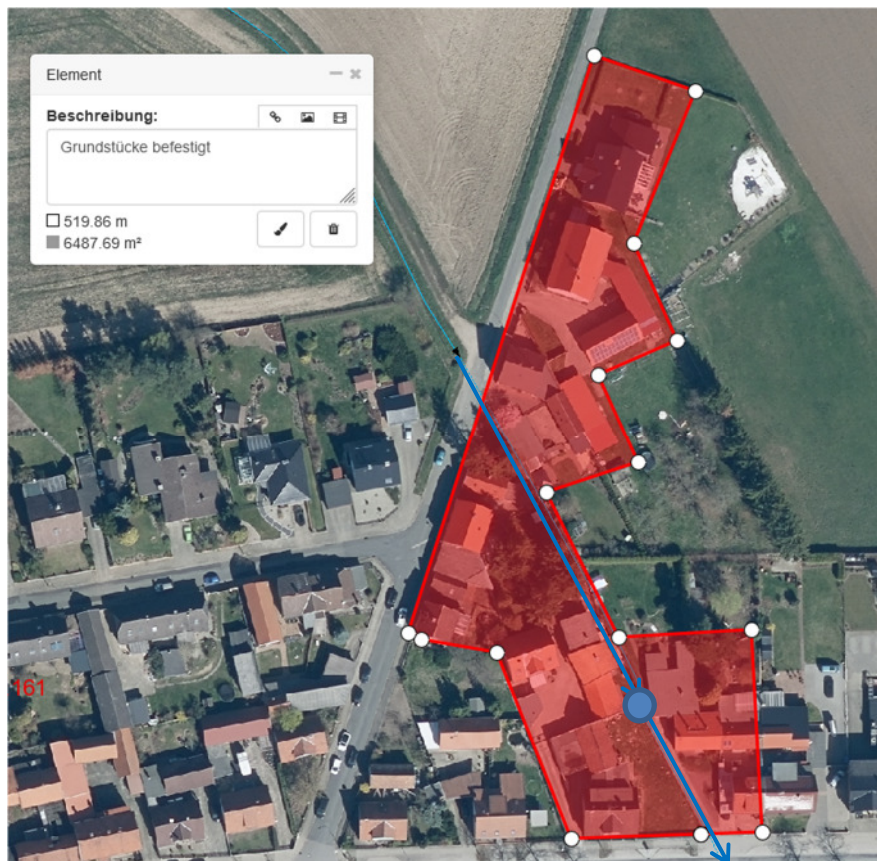 Element
Beschreibung:
Grundstücke befestigt
519.86 m
6487.69 m²
161